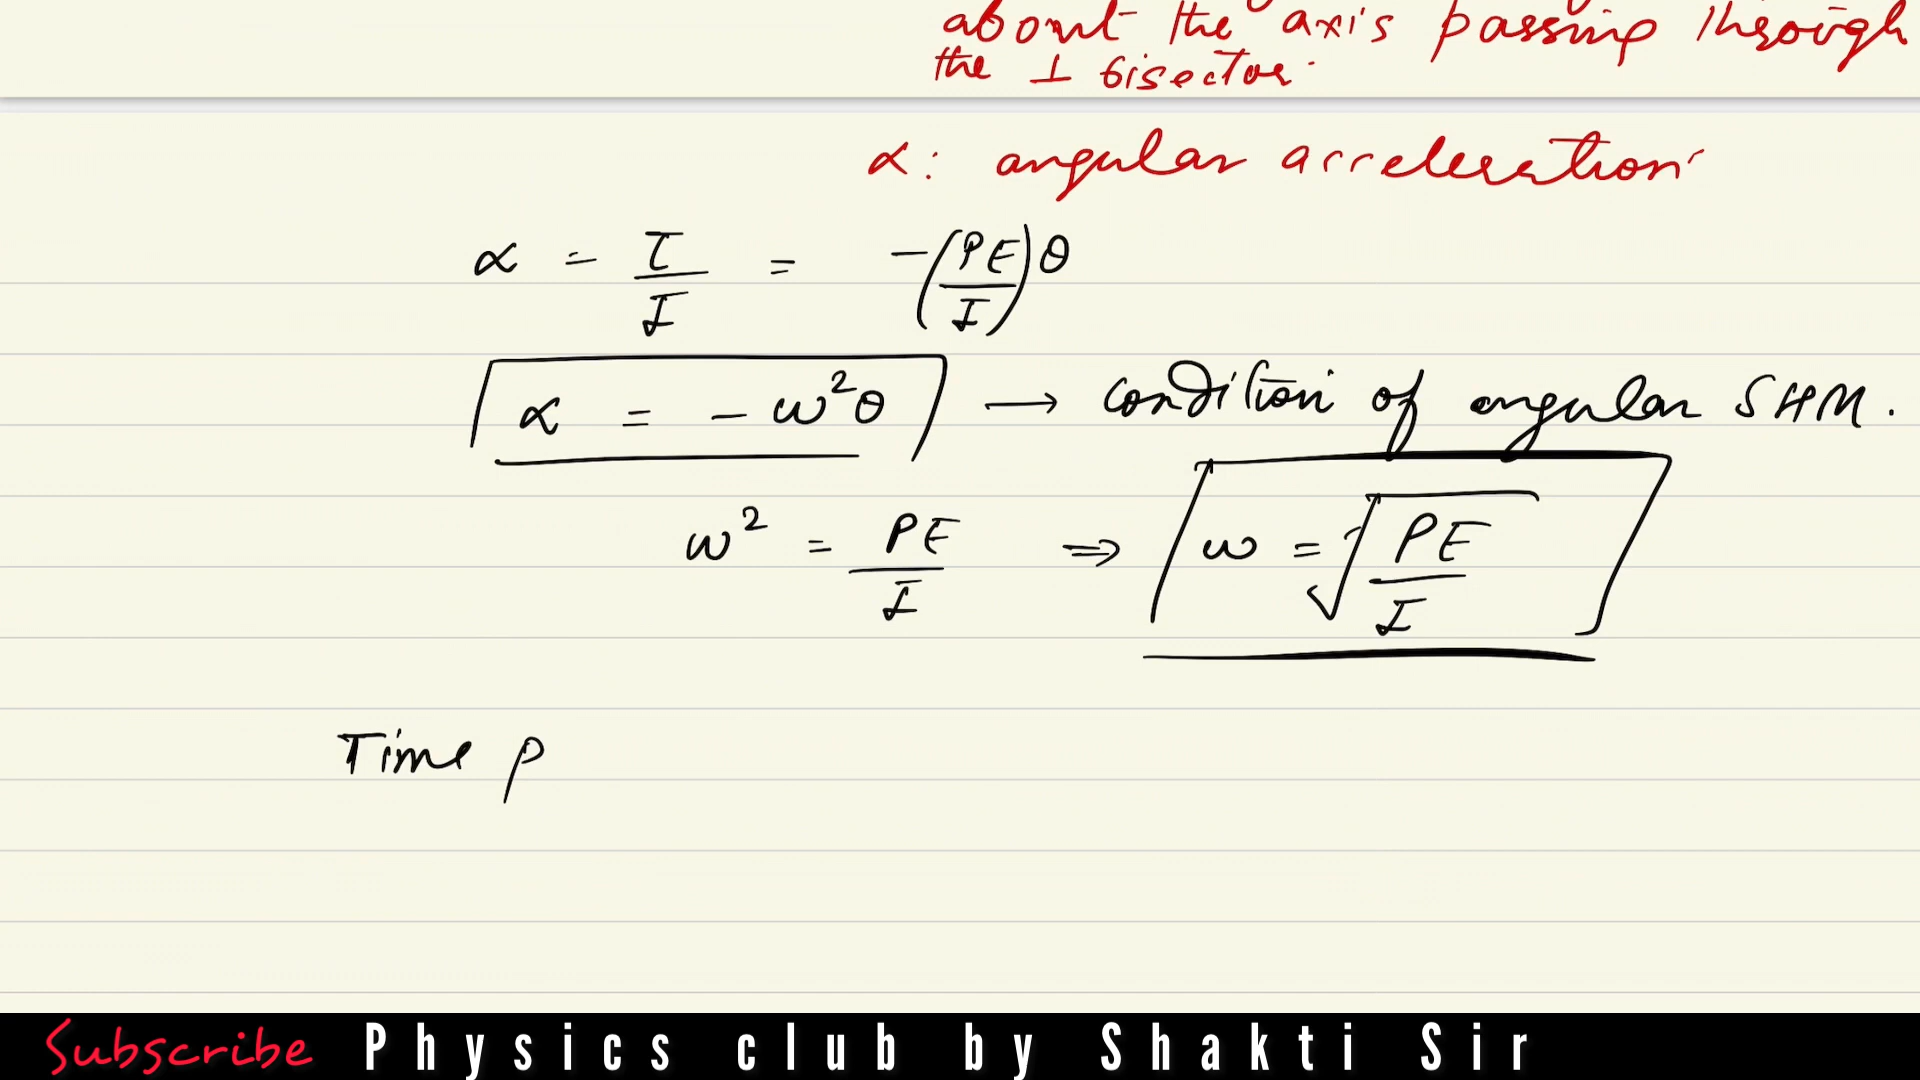 about the axis passing through
the ⊥ bisector.
α: angular acceleration
α = τ/I = -(PE/I)θ
α = -ω²θ → condition of angular SHM.
ω² = PE/I ⇒ ω = √(PE/I)
Time p
Subscribe Physics club by Shakti Sir